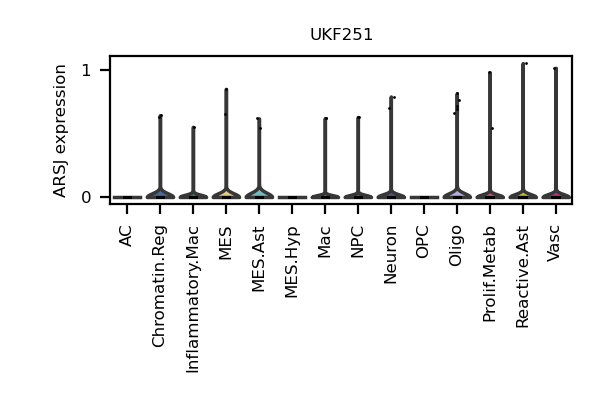 UKF251
ARSJ expression
1
0
AC
Chromatin.Reg
Inflammatory.Mac
MES
MES.Ast
MES.Hyp
Mac
NPC
Neuron
OPC
Oligo
Prolif.Metab
Reactive.Ast
Vasc